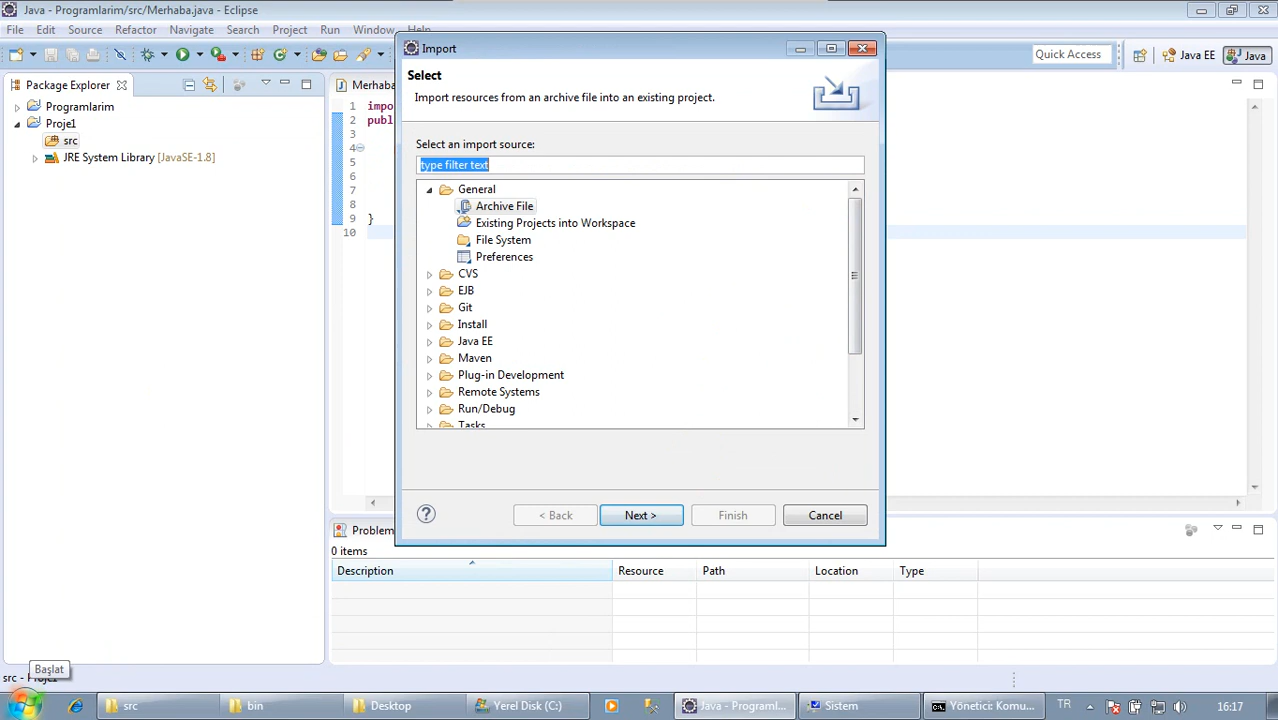 Java - Programlarim/src/Merhaba.java - Eclipse
File Edit Source Refactor Navigate Search Project Run Window Help
Quick Access
Java EE
Java
Package Explorer
Programlarim
Proje1
src
JRE System Library [JavaSE-1.8]
Merhaba
1 impo
2 publ
3
4
5
6
7
8
9 }
10
Import
Select
Import resources from an archive file into an existing project.
Select an import source:
type filter text
General
Archive File
Existing Projects into Workspace
File System
Preferences
CVS
EJB
Git
Install
Java EE
Maven
Plug-in Development
Remote Systems
Run/Debug
Tasks
< Back
Next >
Finish
Cancel
Problem
0 items
Description Resource Path Location Type
Başlat
src - Proje1
src
bin
Desktop
Yerel Disk (C:)
Java - Programl...
Sistem
Yönetici: Komu...
TR
16:17